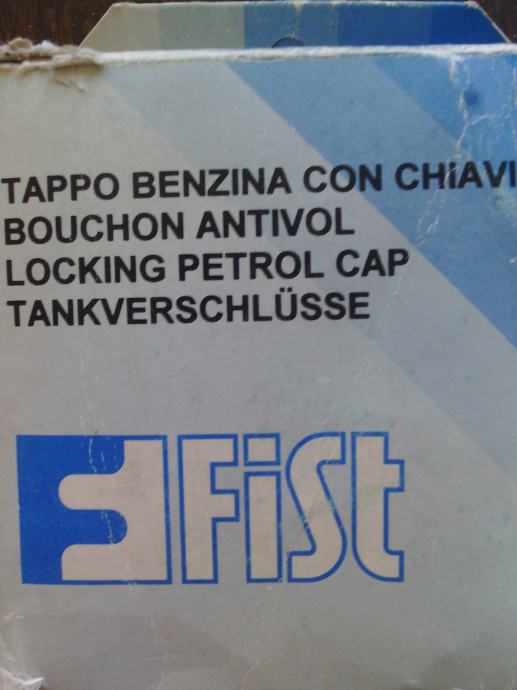 TAPPO BENZINA CON CHIAVI
BOUCHON ANTIVOL
LOCKING PETROL CAP
TANKVERSCHLÜSSE
FiSt